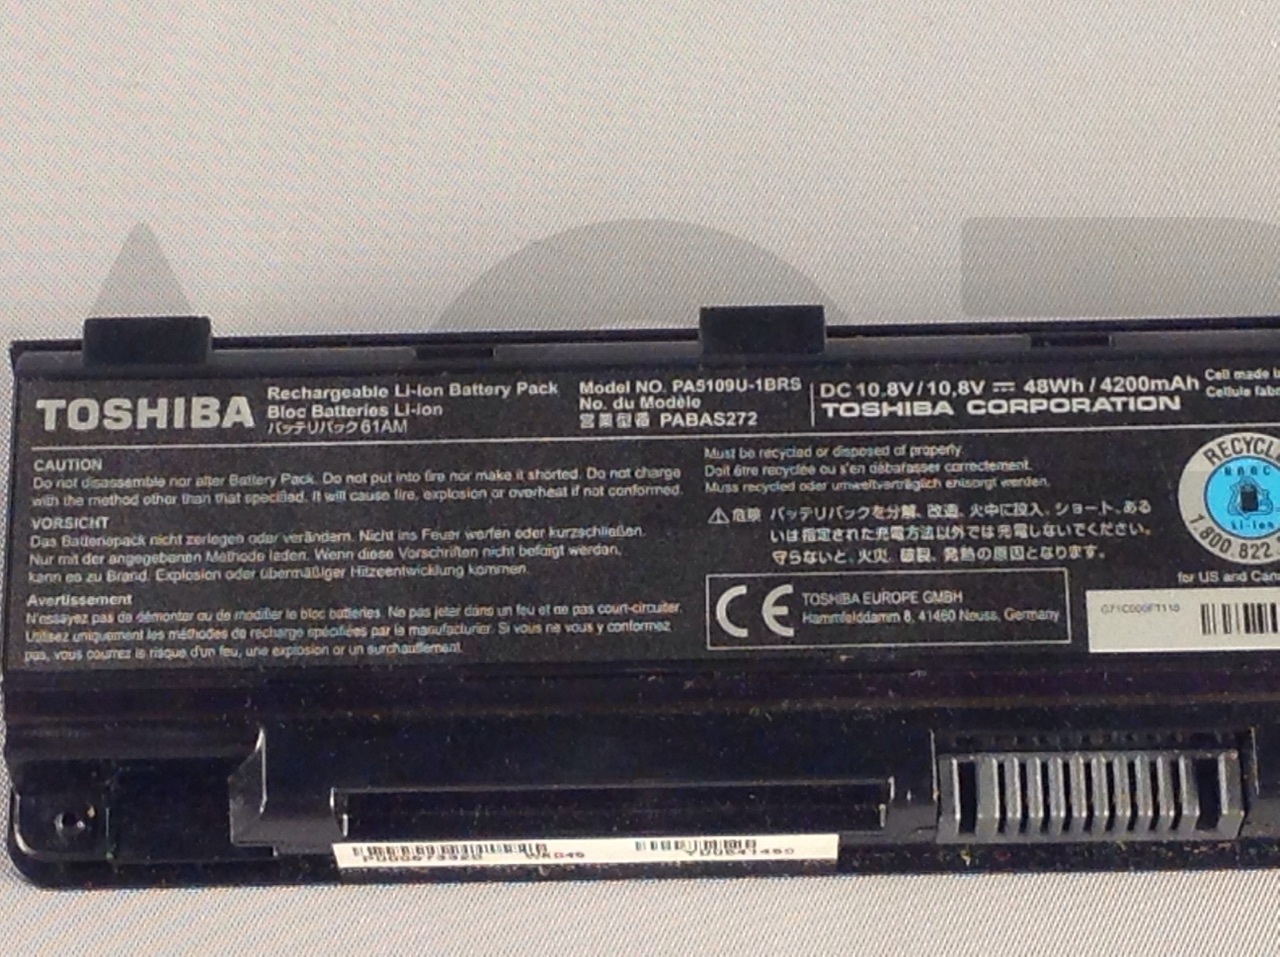 TOSHIBA
Rechargeable Li-Ion Battery Pack
Bloc Batteries Li-ion
バッテリパック61AM
Model NO. PA5109U-1BRS
No. du Modèle
営業型番 PABAS272
DC 10.8V/10,8V ⎓ 48Wh / 4200mAh
TOSHIBA CORPORATION
Cell made
Cellule
CAUTION
Do not disassemble nor alter Battery Pack. Do not put into fire nor make it shorted. Do not charge
with the method other than that specified. It will cause fire, explosion or overheat if not conformed.
VORSICHT
Das Batteriepack nicht zerlegen oder verändern. Nicht ins Feuer werfen oder kurzschließen.
Nur mit der angegebenen Methode laden. Wenn diese Vorschriften nicht befolgt werden,
kann es zu Brand, Explosion oder übermäßiger Hitzeentwicklung kommen.
Avertissement
N'essayez pas de démonter ou de modifier le bloc batteries. Ne pas jeter dans un feu et ne pas court-circuiter.
Utilisez uniquement les méthodes de recharge spécifiées par le manufacturier. Si vous ne vous y conformez
pas, vous courrez le risque d'un feu, une explosion or un surchauffement.
Must be recycled or disposed of properly.
Doit être recyclée ou s'en débarasser correctement.
Muss recycled oder umweltverträglich entsorgt werden.
⚠危険 バッテリパックを分解、改造、火中に投入、ショート、ある
いは指定された充電方法以外では充電しないでください。
守らないと、火災、破裂、発熱の原因となります。
CE
TOSHIBA EUROPE GMBH
Hammfelddamm 8, 41460 Neuss, Germany
RECYCLE
RBRC
Li-Ion
1.800.822.
for US and
G71C000FT110
P000673920
YDU541459